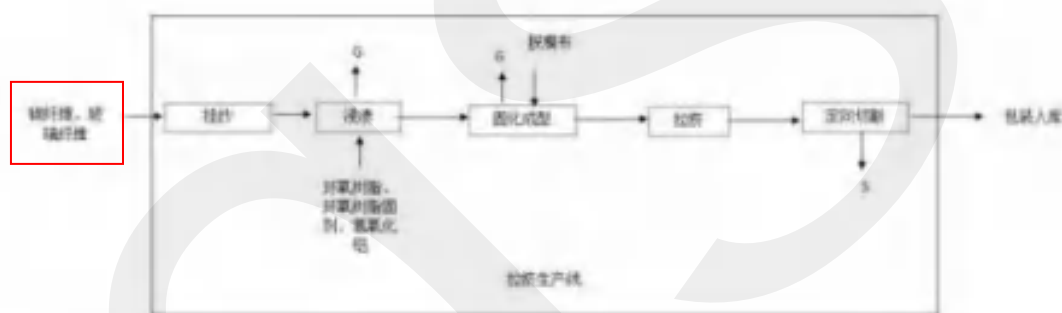 G
G
脱模布
碳纤维、玻
璃纤维
挂纱
浸渍
固化成型
拉挤
定时切割
包装入库
环氧树脂、
环氧树脂固
剂、氢氧化
铝
S
拉挤生产线